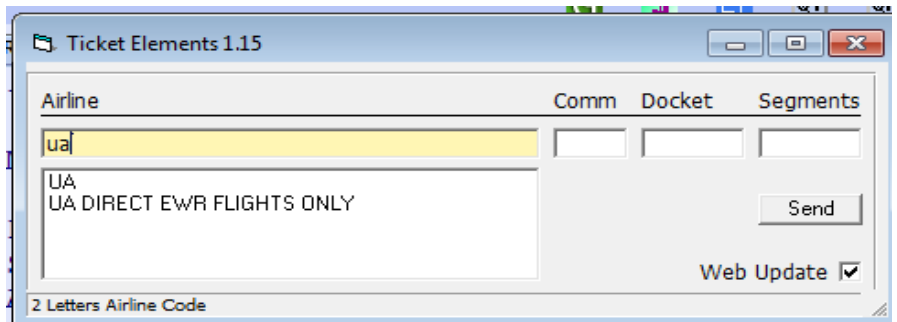 Ticket Elements 1.15
Airline Comm Docket Segments
ua
UA
UA DIRECT EWR FLIGHTS ONLY
Send
Web Update
2 Letters Airline Code